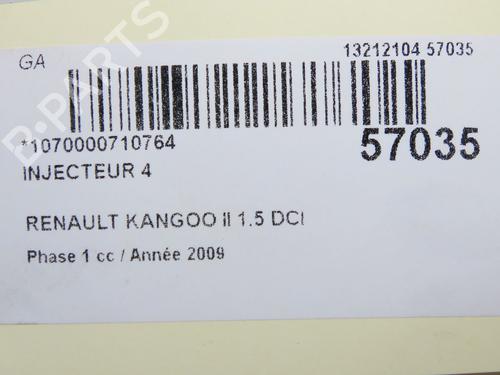 GA
13212104 57035
*1070000710764
57035
INJECTEUR 4
RENAULT KANGOO II 1.5 DCI
Phase 1 cc / Année 2009
B-PARTS